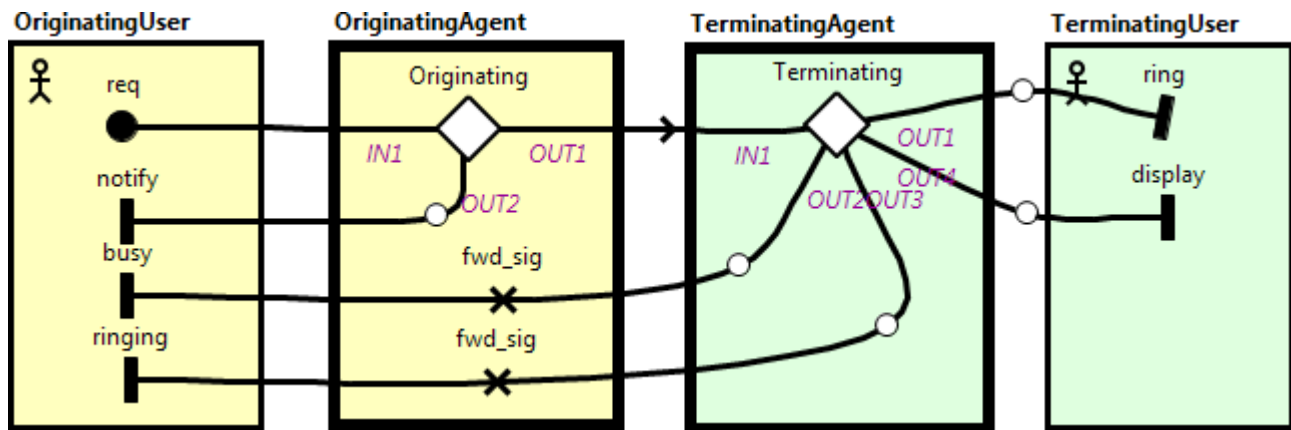 OriginatingUser
OriginatingAgent
TerminatingAgent
TerminatingUser
req
Originating
Terminating
ring
IN1
OUT1
IN1
OUT1
notify
OUT2
OUT2
OUT3
OUT4
display
busy
fwd_sig
ringing
fwd_sig